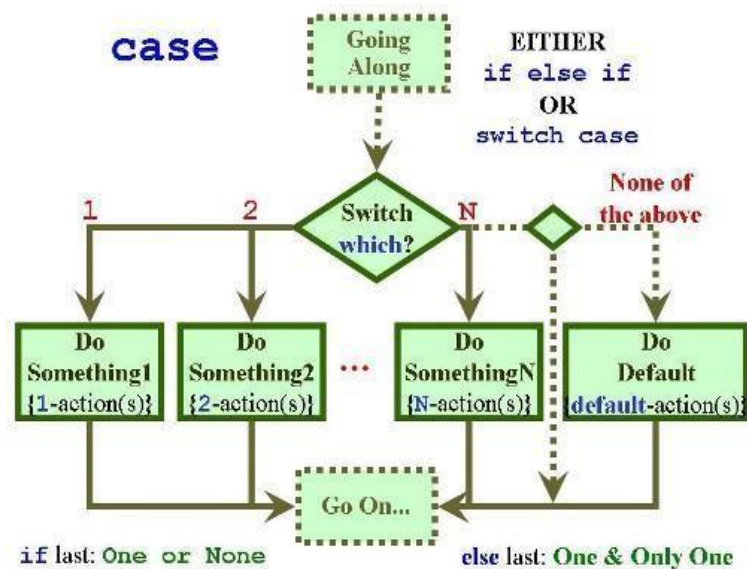 case
Going
Along
EITIIER
if else if
OR
switch case
1
2
Switch
which?
N
None of
the above
Do
Something1
{1-action(s)}
Do
Something2
{2-action(s)}
...
Do
SomethingN
{N-action(s)}
Do
Default
{default-action(s)}
Go On...
if last: One or None
else last: One & Only One